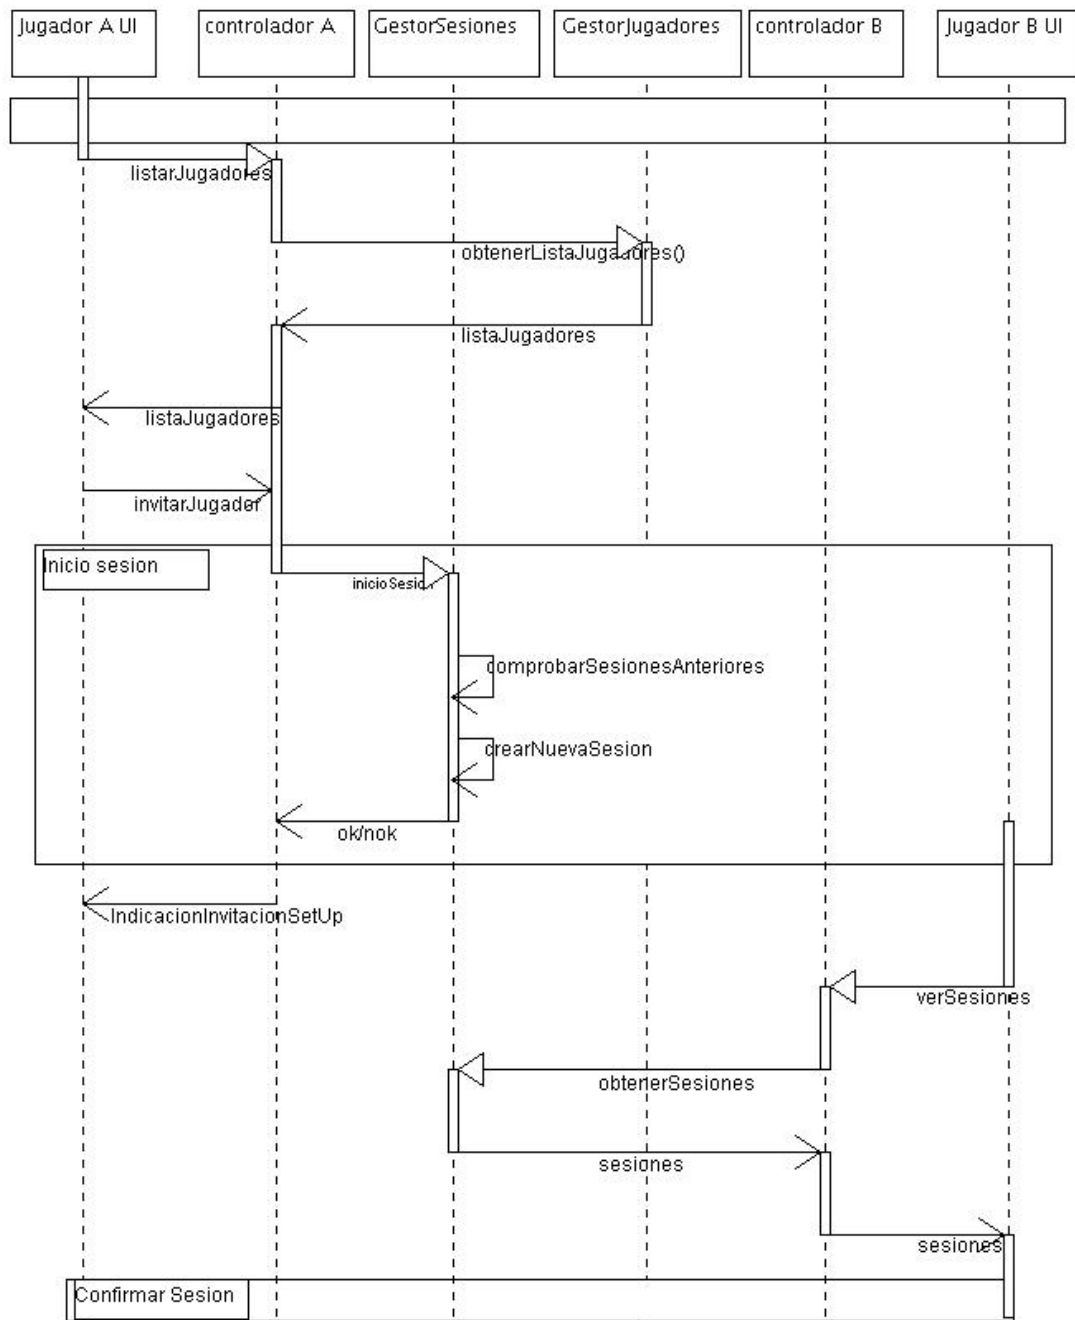 Jugador A UI
controlador A
GestorSesiones
GestorJugadores
controlador B
Jugador B UI
listarJugadores
obtenerListaJugadores()
listaJugadores
listaJugadores
invitarJugador
Inicio sesion
inicioSesion
comprobarSesionesAnteriores
crearNuevaSesion
ok/nok
IndicacionInvitacionSetUp
verSesiones
obtenerSesiones
sesiones
sesiones
Confirmar Sesion